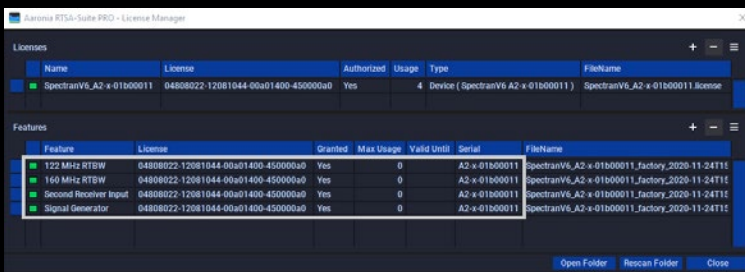 Aaronia RTSA-Suite PRO - License Manager
Licenses
Name License Authorized Usage Type FileName
SpectranV6_A2-x-01b00011 04808022-12081044-00a01400-450000a0 Yes 4 Device ( SpectranV6 A2-x-01b00011 ) SpectranV6_A2-x-01b00011.license
Features
Feature License Granted Max Usage Valid Until Serial FileName
122 MHz RTBW 04808022-12081044-00a01400-450000a0 Yes 0 A2-x-01b00011 SpectranV6_A2-x-01b00011_factory_2020-11-24T15
160 MHz RTBW 04808022-12081044-00a01400-450000a0 Yes 0 A2-x-01b00011 SpectranV6_A2-x-01b00011_factory_2020-11-24T15
Second Receiver Input 04808022-12081044-00a01400-450000a0 Yes 0 A2-x-01b00011 SpectranV6_A2-x-01b00011_factory_2020-11-24T15
Signal Generator 04808022-12081044-00a01400-450000a0 Yes 0 A2-x-01b00011 SpectranV6_A2-x-01b00011_factory_2020-11-24T15
Open Folder Rescan Folder Close